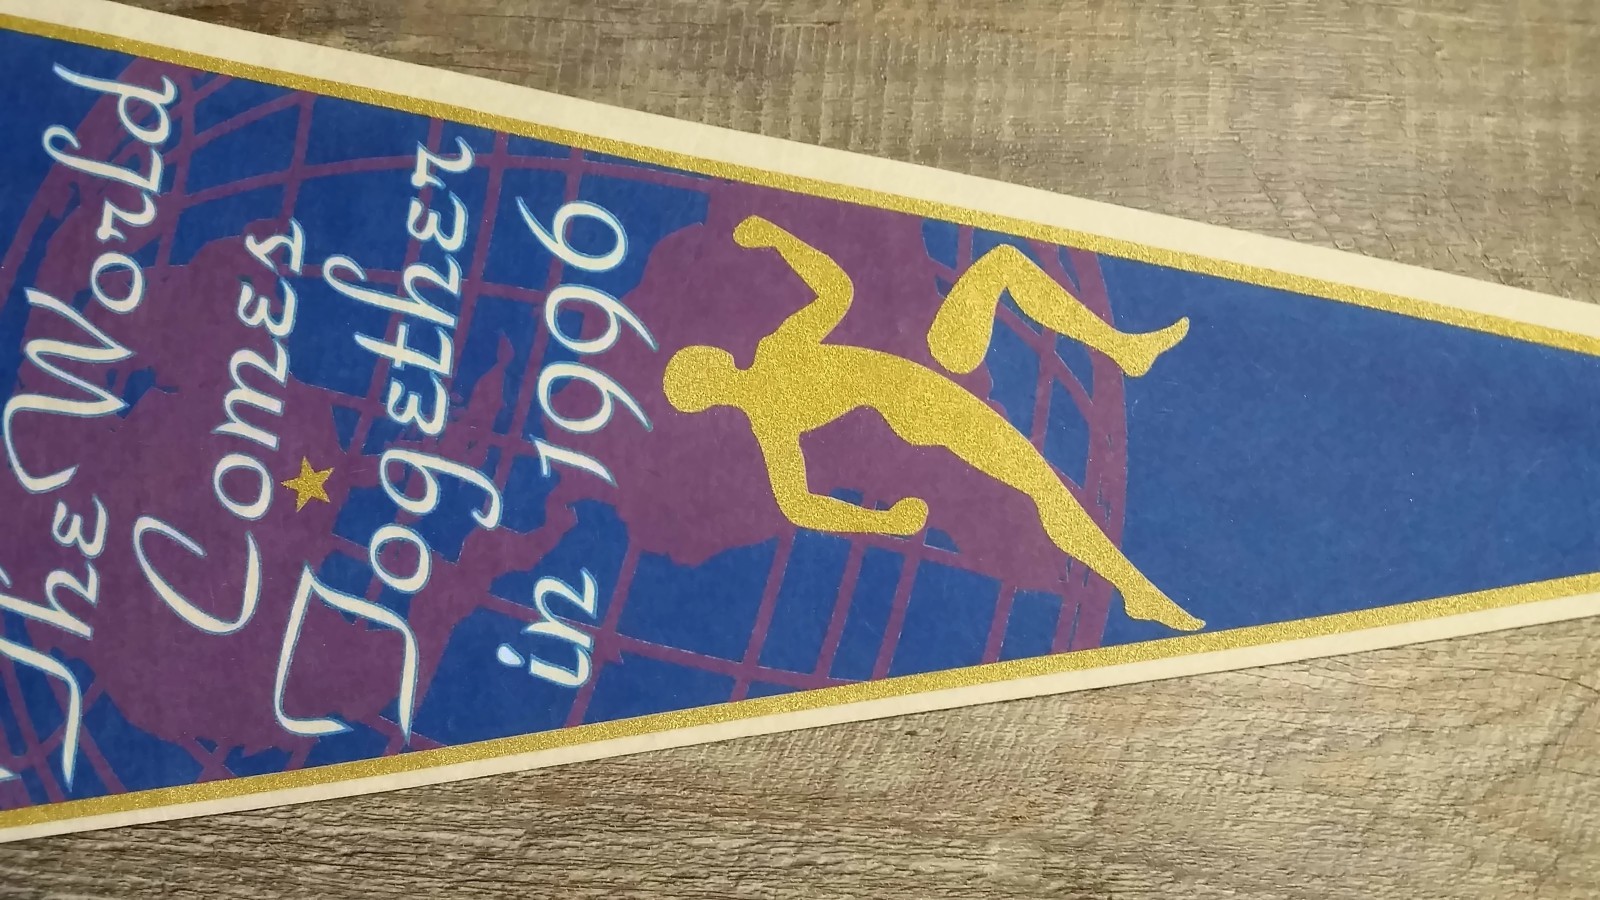 The World
Comes
Together
in 1996